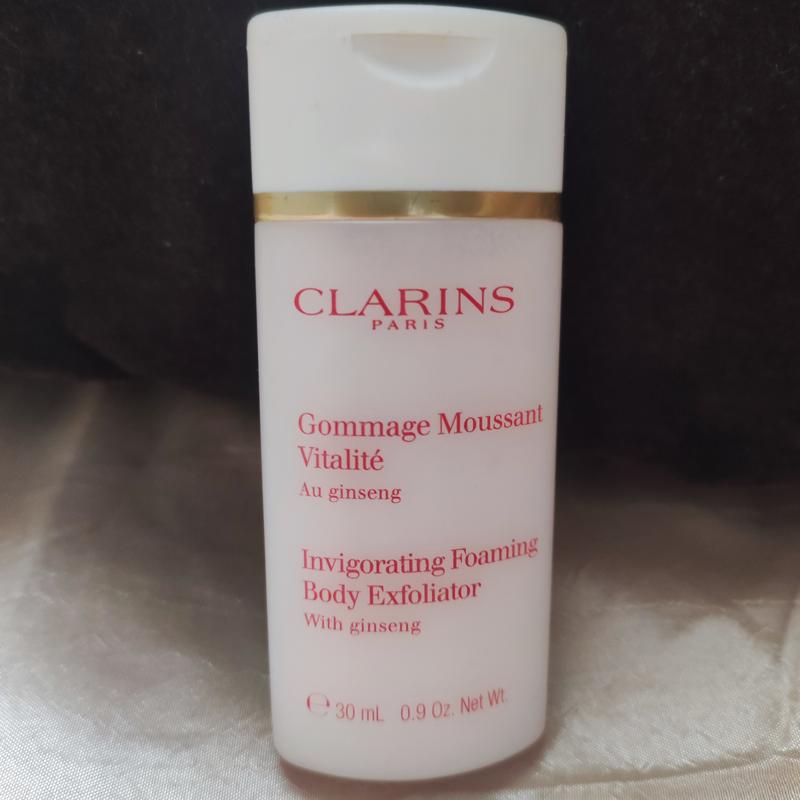 CLARINS
PARIS
Gommage Moussant
Vitalité
Au ginseng
Invigorating Foaming
Body Exfoliator
With ginseng
℮ 30 mL 0.9 Oz. Net Wt.